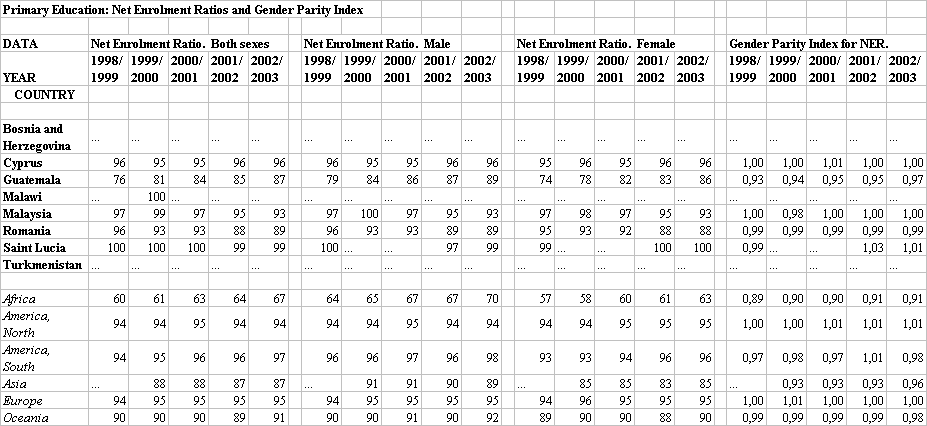 Primary Education: Net Enrolment Ratios and Gender Parity Index
DATA Net Enrolment Ratio. Both sexes Net Enrolment Ratio. Male Net Enrolment Ratio. Female Gender Parity Index for NER.
1998/ 1999/ 2000/ 2001/ 2002/ 1998/ 1999/ 2000/ 2001/ 2002/ 1998/ 1999/ 2000/ 2001/ 2002/ 1998/ 1999/ 2000/ 2001/ 2002/
YEAR 1999 2000 2001 2002 2003 1999 2000 2001 2002 2003 1999 2000 2001 2002 2003 1999 2000 2001 2002 2003
COUNTRY
Bosnia and
Herzegovina ... ... ... ... ... ... ... ... ... ... ... ... ... ... ... ... ... ... ... ...
Cyprus 96 95 95 96 96 96 95 95 96 96 95 96 95 96 96 1,00 1,00 1,01 1,00 1,00
Guatemala 76 81 84 85 87 79 84 86 87 89 74 78 82 83 86 0,93 0,94 0,95 0,95 0,97
Malawi ... 100 ... ... ... ... ... ... ... ... ... ... ... ... ... ... ... ... ... ...
Malaysia 97 99 97 95 93 97 100 97 95 93 97 98 97 95 93 1,00 0,98 1,00 1,00 1,00
Romania 96 93 93 88 89 96 93 93 89 89 95 93 92 88 88 0,99 0,99 0,99 0,99 0,99
Saint Lucia 100 100 100 99 99 100 ... ... 97 99 99 ... ... 100 100 0,99 ... ... 1,03 1,01
Turkmenistan ... ... ... ... ... ... ... ... ... ... ... ... ... ... ... ... ... ... ... ...
Africa 60 61 63 64 67 64 65 67 67 70 57 58 60 61 63 0,89 0,90 0,90 0,91 0,91
America,
North 94 94 95 94 94 94 94 95 94 94 94 94 95 95 95 1,00 1,00 1,01 1,01 1,01
America,
South 94 95 96 96 97 96 96 97 96 98 93 93 94 96 96 0,97 0,98 0,97 1,01 0,98
Asia ... 88 88 87 87 ... 91 91 90 89 ... 85 85 83 85 ... 0,93 0,93 0,93 0,96
Europe 94 95 95 95 95 94 95 95 95 95 94 96 95 95 95 1,00 1,01 1,00 1,00 1,00
Oceania 90 90 90 89 91 90 90 91 90 92 89 90 90 88 90 0,99 0,99 0,99 0,99 0,98